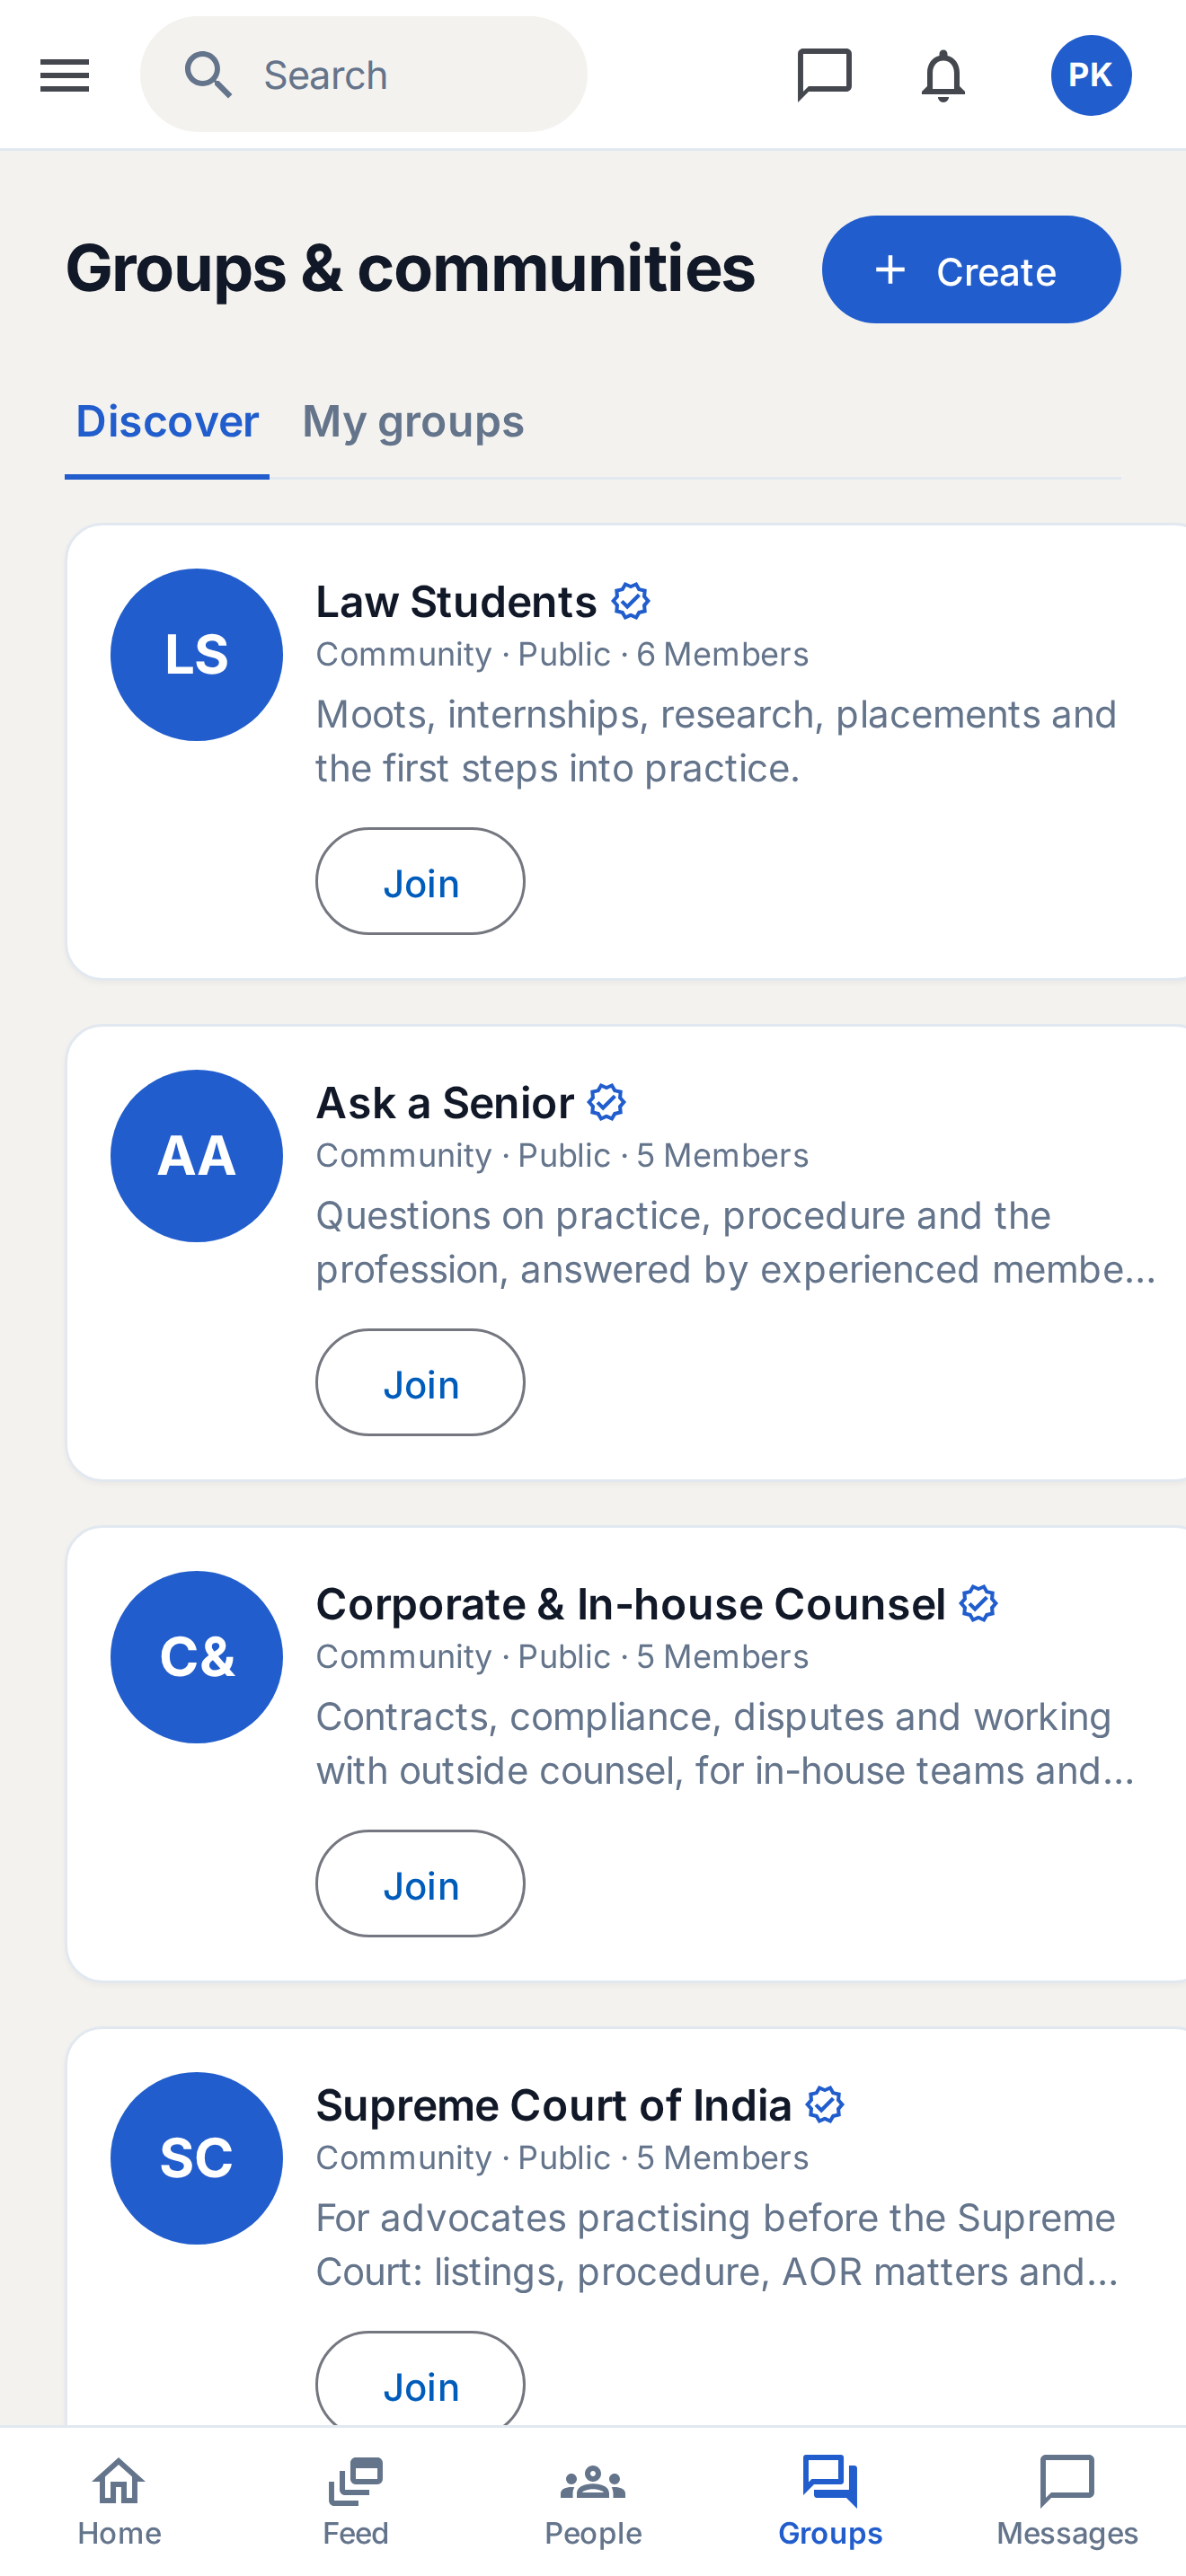 Search
PK
Groups & communities
+ Create
Discover
My groups
LS
Law Students
Community · Public · 6 Members
Moots, internships, research, placements and
the first steps into practice.
Join
AA
Ask a Senior
Community · Public · 5 Members
Questions on practice, procedure and the
profession, answered by experienced membe...
Join
C&
Corporate & In-house Counsel
Community · Public · 5 Members
Contracts, compliance, disputes and working
with outside counsel, for in-house teams and...
Join
SC
Supreme Court of India
Community · Public · 5 Members
For advocates practising before the Supreme
Court: listings, procedure, AOR matters and...
Join
Home
Feed
People
Groups
Messages